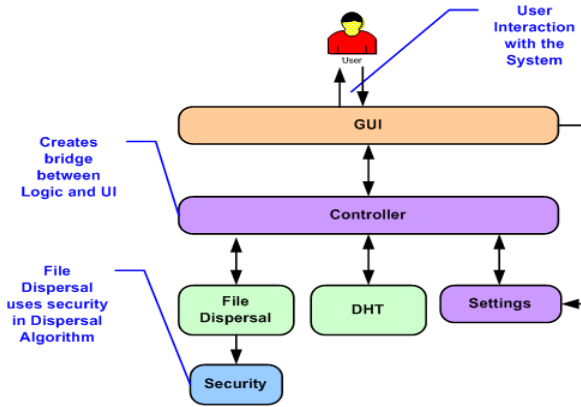 User
Interaction
with the
System
User
GUI
Creates
bridge
between
Logic and UI
Controller
File
Dispersal
uses security
in Dispersal
Algorithm
File
Dispersal
DHT
Settings
Security